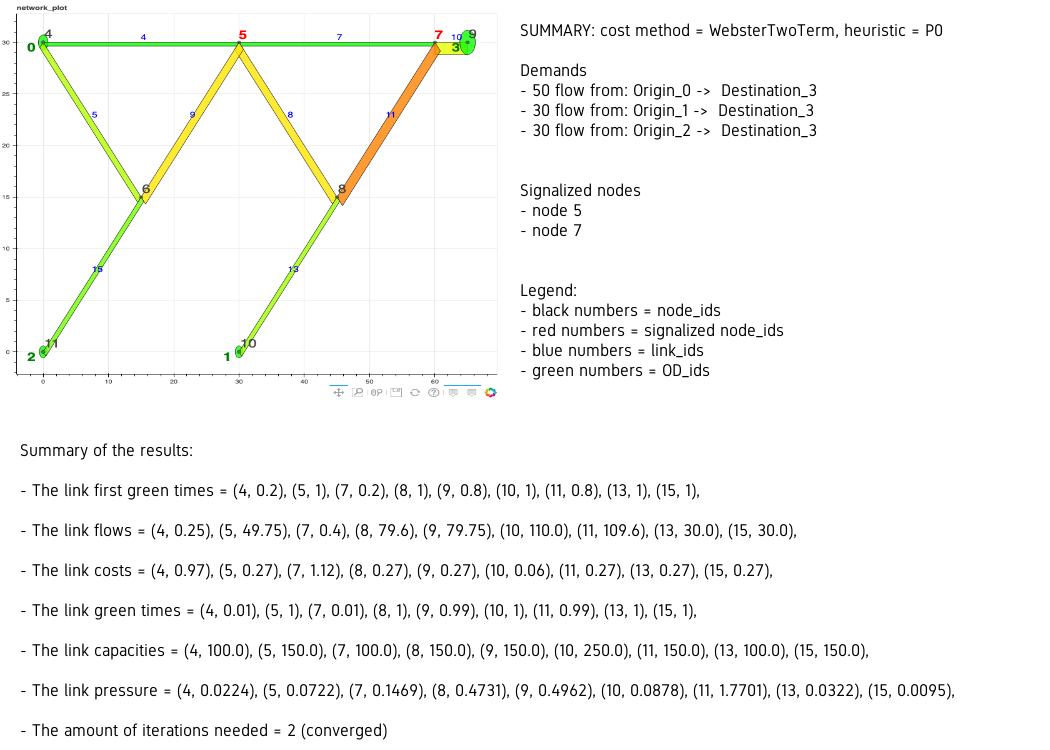 network_plot
SUMMARY: cost method = WebsterTwoTerm, heuristic = P0
Demands
- 50 flow from: Origin_0 -> Destination_3
- 30 flow from: Origin_1 -> Destination_3
- 30 flow from: Origin_2 -> Destination_3
Signalized nodes
- node 5
- node 7
Legend:
- black numbers = node_ids
- red numbers = signalized node_ids
- blue numbers = link_ids
- green numbers = OD_ids
4 5 7 9
4 7 10
0 3
5 9 8 11
6 8
15 13
11 10
2 1
30
25
20
15
10
5
0
0 10 20 30 40 50 60
Summary of the results:
- The link first green times = (4, 0.2), (5, 1), (7, 0.2), (8, 1), (9, 0.8), (10, 1), (11, 0.8), (13, 1), (15, 1),
- The link flows = (4, 0.25), (5, 49.75), (7, 0.4), (8, 79.6), (9, 79.75), (10, 110.0), (11, 109.6), (13, 30.0), (15, 30.0),
- The link costs = (4, 0.97), (5, 0.27), (7, 1.12), (8, 0.27), (9, 0.27), (10, 0.06), (11, 0.27), (13, 0.27), (15, 0.27),
- The link green times = (4, 0.01), (5, 1), (7, 0.01), (8, 1), (9, 0.99), (10, 1), (11, 0.99), (13, 1), (15, 1),
- The link capacities = (4, 100.0), (5, 150.0), (7, 100.0), (8, 150.0), (9, 150.0), (10, 250.0), (11, 150.0), (13, 100.0), (15, 150.0),
- The link pressure = (4, 0.0224), (5, 0.0722), (7, 0.1469), (8, 0.4731), (9, 0.4962), (10, 0.0878), (11, 1.7701), (13, 0.0322), (15, 0.0095),
- The amount of iterations needed = 2 (converged)